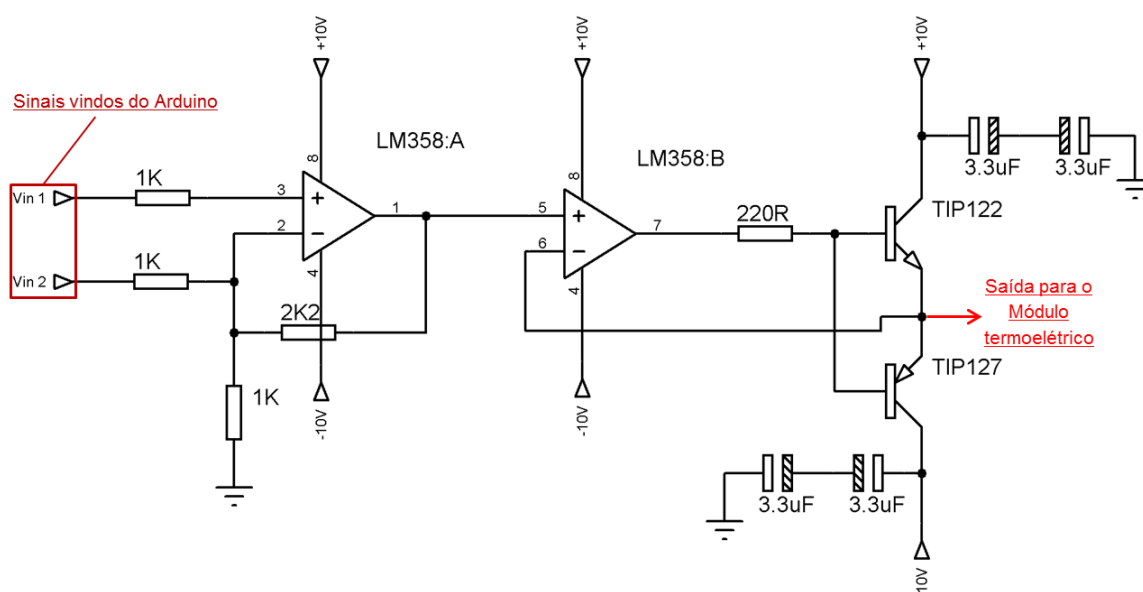 +10V
+10V
+10V
Sinais vindos do Arduino
LM358:A
LM358:B
3.3uF
3.3uF
8
8
1K
Vin 1
3
+
1
2
−
5
+
7
6
−
220R
TIP122
1K
Vin 2
4
4
Saída para o
Módulo
termoelétrico
2K2
TIP127
1K
-10V
-10V
3.3uF
3.3uF
-10V